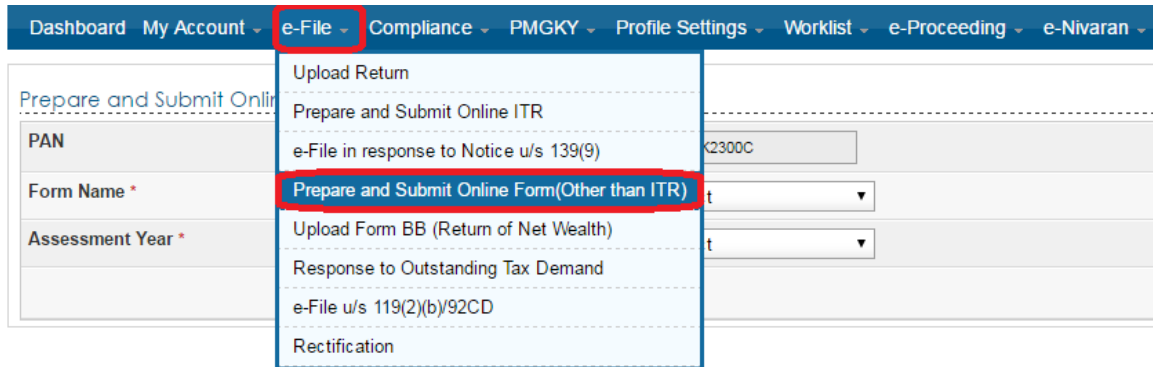 Dashboard My Account e-File Compliance PMGKY Profile Settings Worklist e-Proceeding e-Nivaran
Upload Return
Prepare and Submit Onlin
Prepare and Submit Online ITR
PAN
e-File in response to Notice u/s 139(9)
K2300C
Form Name *
Prepare and Submit Online Form(Other than ITR)
t
Assessment Year *
Upload Form BB (Return of Net Wealth)
t
Response to Outstanding Tax Demand
e-File u/s 119(2)(b)/92CD
Rectification